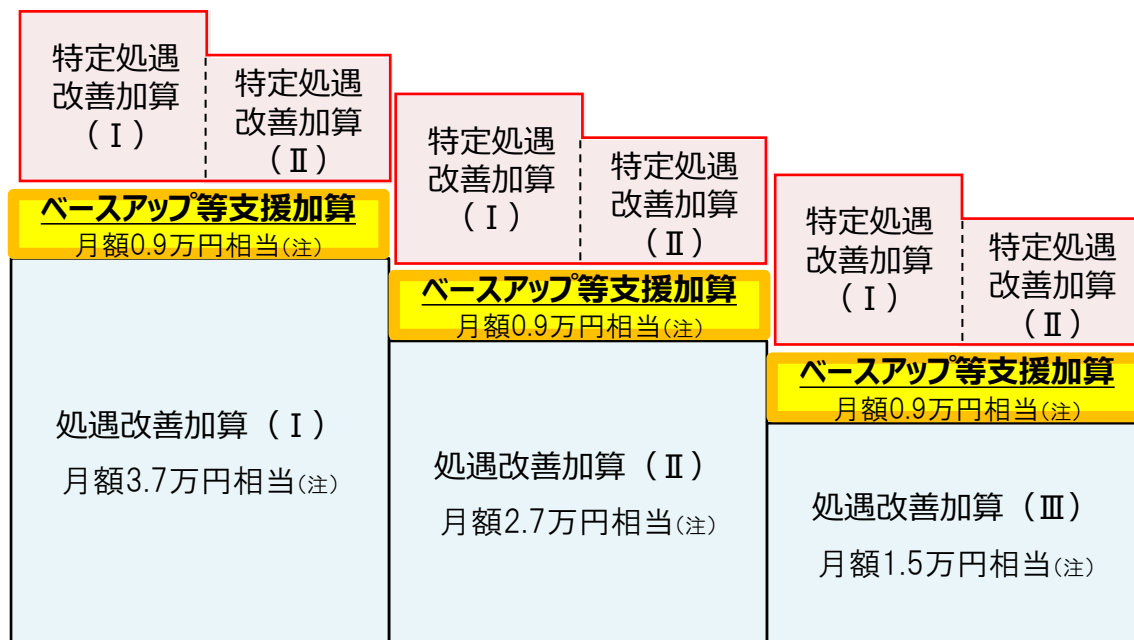 特定処遇
改善加算
（Ⅰ）
特定処遇
改善加算
（Ⅱ）
ベースアップ等支援加算
月額0.9万円相当(注)
処遇改善加算（Ⅰ）
月額3.7万円相当(注)
特定処遇
改善加算
（Ⅰ）
特定処遇
改善加算
（Ⅱ）
ベースアップ等支援加算
月額0.9万円相当(注)
処遇改善加算（Ⅱ）
月額2.7万円相当(注)
特定処遇
改善加算
（Ⅰ）
特定処遇
改善加算
（Ⅱ）
ベースアップ等支援加算
月額0.9万円相当(注)
処遇改善加算（Ⅲ）
月額1.5万円相当(注)